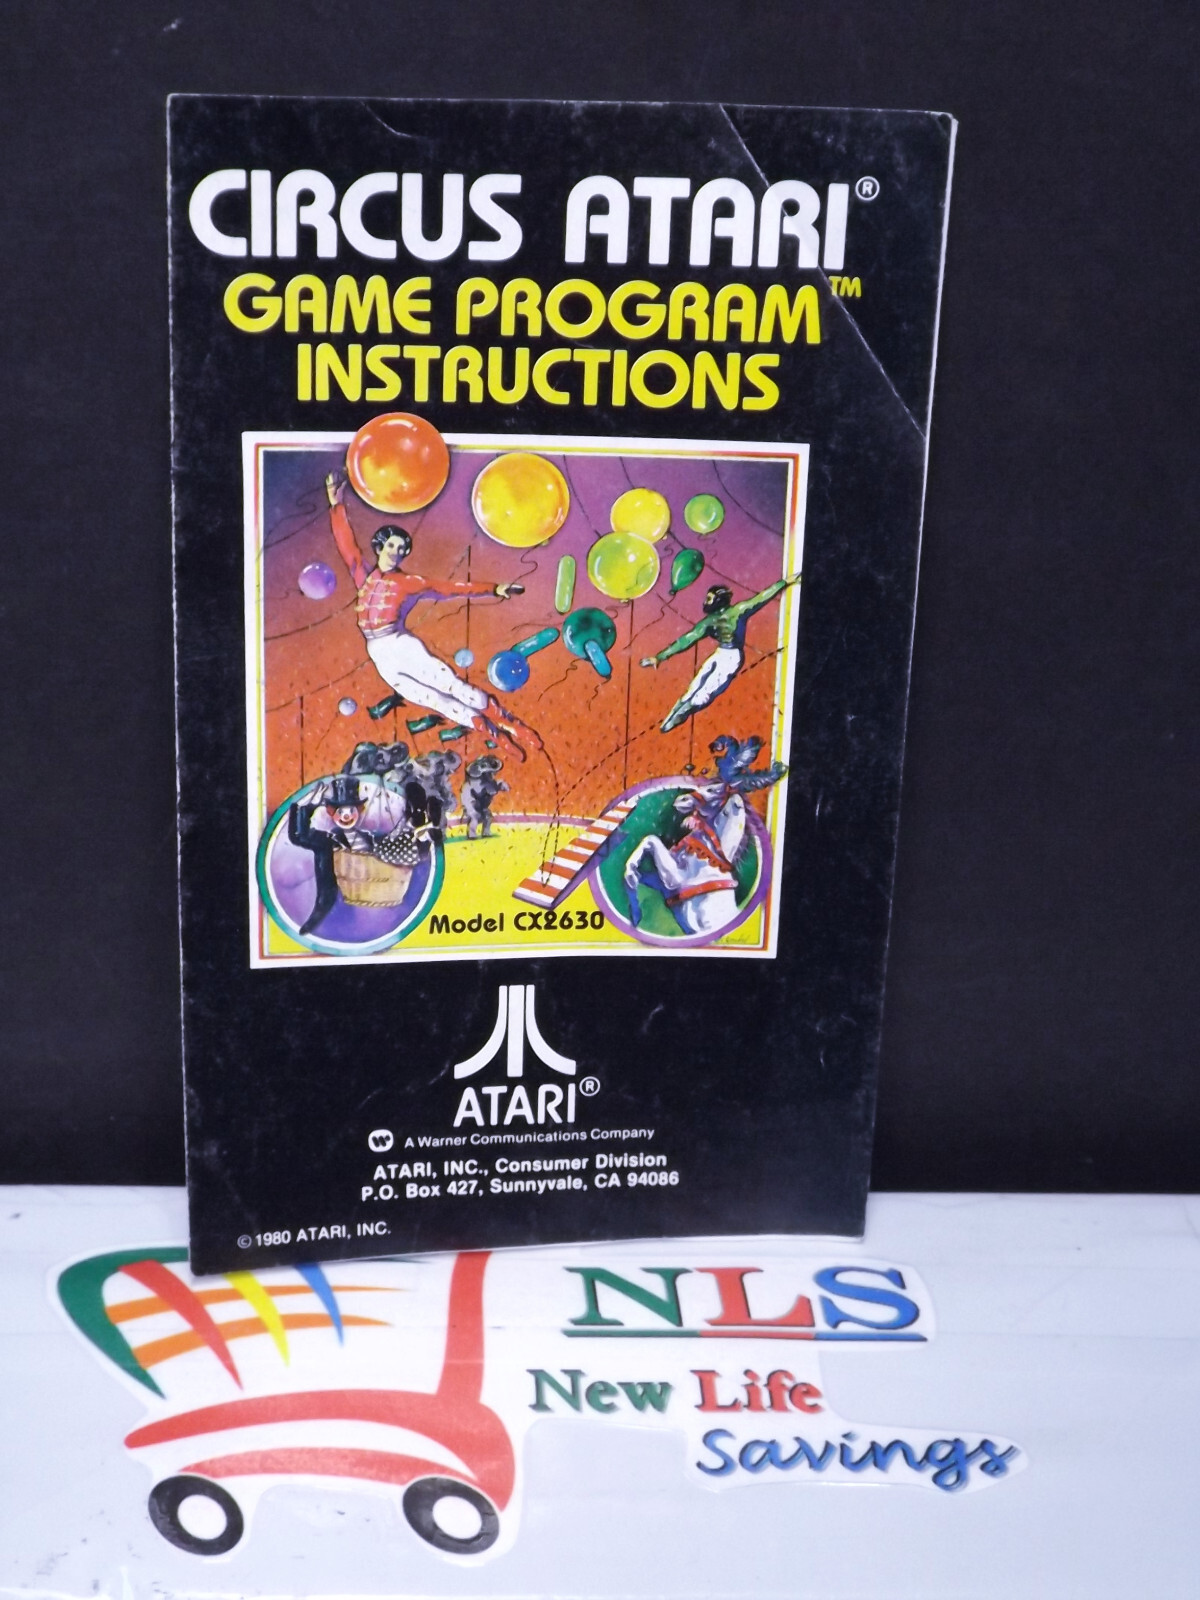 CIRCUS ATARI®
GAME PROGRAM™
INSTRUCTIONS
Model CX2630
ATARI®
A Warner Communications Company
ATARI, INC., Consumer Division
P.O. Box 427, Sunnyvale, CA 94086
© 1980 ATARI, INC.
NLS
New Life
Savings